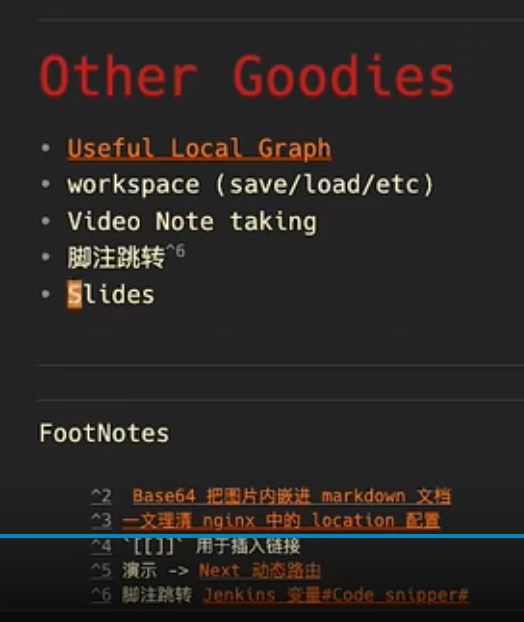 Other Goodies
Useful Local Graph
workspace (save/load/etc)
Video Note taking
脚注跳转^6
Slides
FootNotes
^2 Base64 把图片内嵌进 markdown 文档
^3 一文理清 nginx 中的 location 配置
^4 `[[]]` 用于插入链接
^5 演示 -> Next 动态路由
^6 脚注跳转 Jenkins 变量#Code snipper#